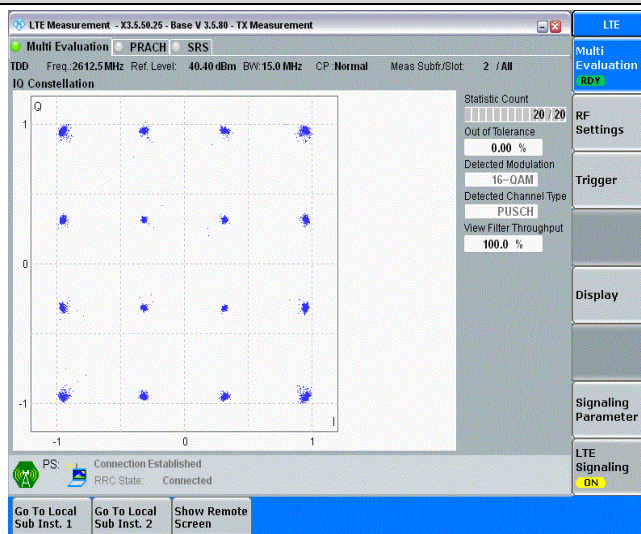 LTE Measurement - X3.5.50.25 - Base V 3.5.80 - TX Measurement
LTE
Multi Evaluation PRACH SRS
Multi
Evaluation
RDY
TDD Freq.:2612.5 MHz Ref. Level: 40.40 dBm BW:15.0 MHz CP :Normal Meas Subfr./Slot: 2 / All
IQ Constellation
Q
1
0
-1
I
-1 0 1
Statistic Count
20 / 20
Out of Tolerance
0.00 %
Detected Modulation
16-QAM
Detected Channel Type
PUSCH
View Filter Throughput
100.0 %
RF
Settings
Trigger
Display
Signaling
Parameter
LTE
Signaling
ON
PS: Connection Established
RRC State: Connected
Go To Local
Sub Inst. 1
Go To Local
Sub Inst. 2
Show Remote
Screen